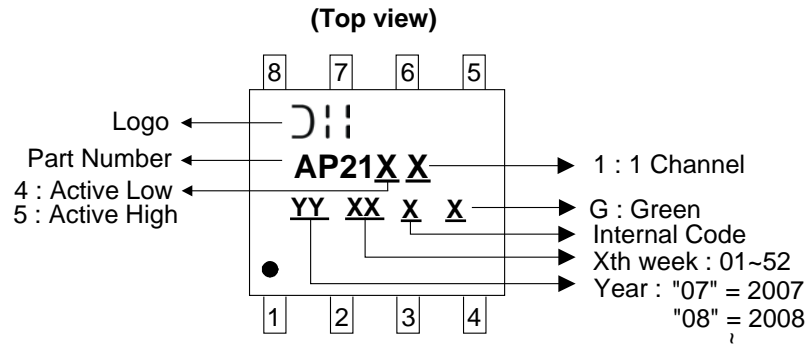 (Top view)
8 7 6 5
Logo
Part Number
AP21X X
1 : 1 Channel
4 : Active Low
5 : Active High
YY XX X X
G : Green
Internal Code
Xth week : 01~52
Year : "07" = 2007
"08" = 2008
~
1 2 3 4